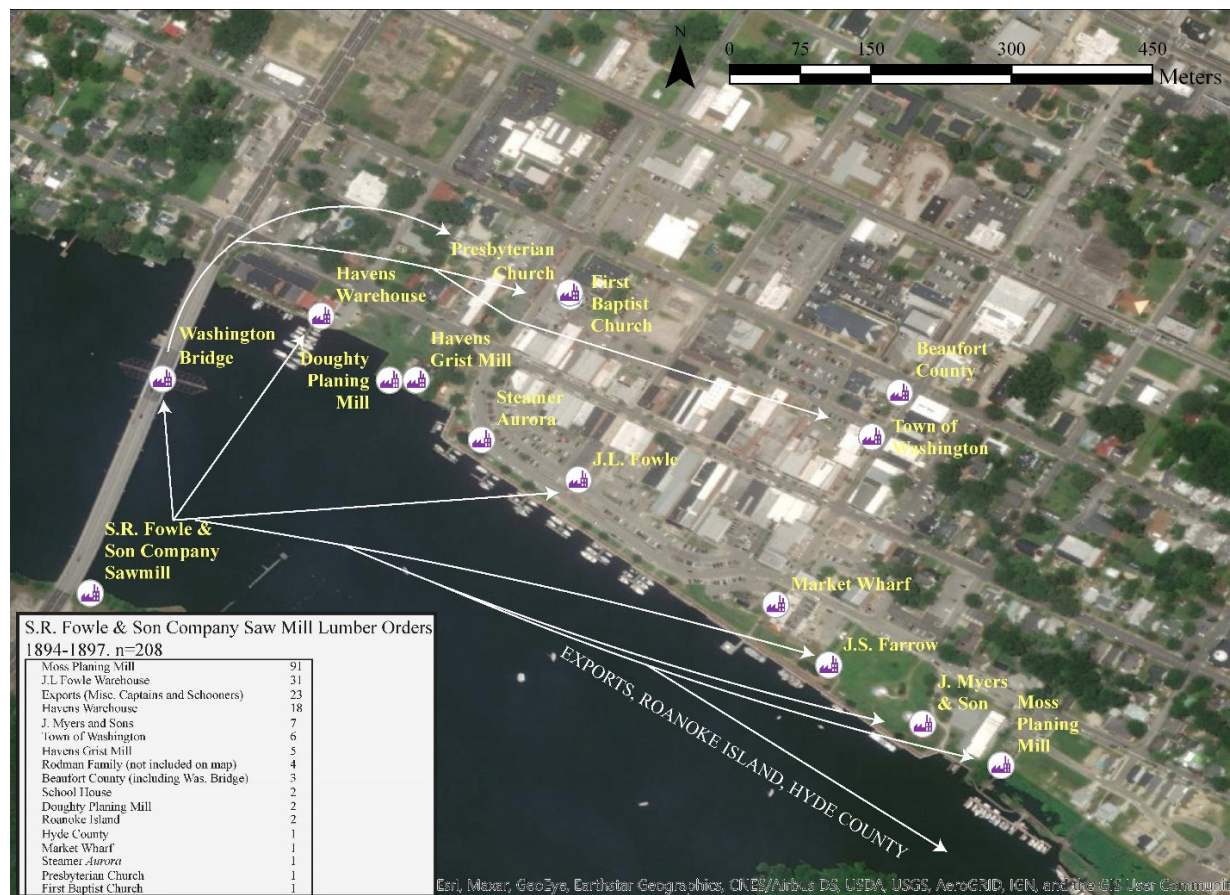 N
0 75 150 300 450
Meters
Presbyterian
Church
Havens
Warehouse
First
Baptist
Church
Washington
Bridge
Havens
Grist Mill
Doughty
Planing
Mill
Beaufort
County
Steamer
Aurora
Town of
Washington
J.L. Fowle
S.R. Fowle &
Son Company
Sawmill
Market Wharf
J.S. Farrow
J. Myers
& Son
Moss
Planing
Mill
EXPORTS, ROANOKE ISLAND, HYDE COUNTY
S.R. Fowle & Son Company Saw Mill Lumber Orders
1894-1897. n=208
Moss Planing Mill 91
J.L Fowle Warehouse 31
Exports (Misc. Captains and Schooners) 23
Havens Warehouse 18
J. Myers and Sons 7
Town of Washington 6
Havens Grist Mill 5
Rodman Family (not included on map) 4
Beaufort County (including Was. Bridge) 3
School House 2
Doughty Planing Mill 2
Roanoke Island 2
Hyde County 1
Market Wharf 1
Steamer Aurora 1
Presbyterian Church 1
First Baptist Church 1
Esri, Maxar, GeoEye, Earthstar Geographics, CNES/Airbus DS, USDA, USGS, AeroGRID, IGN, and the GIS User Communi